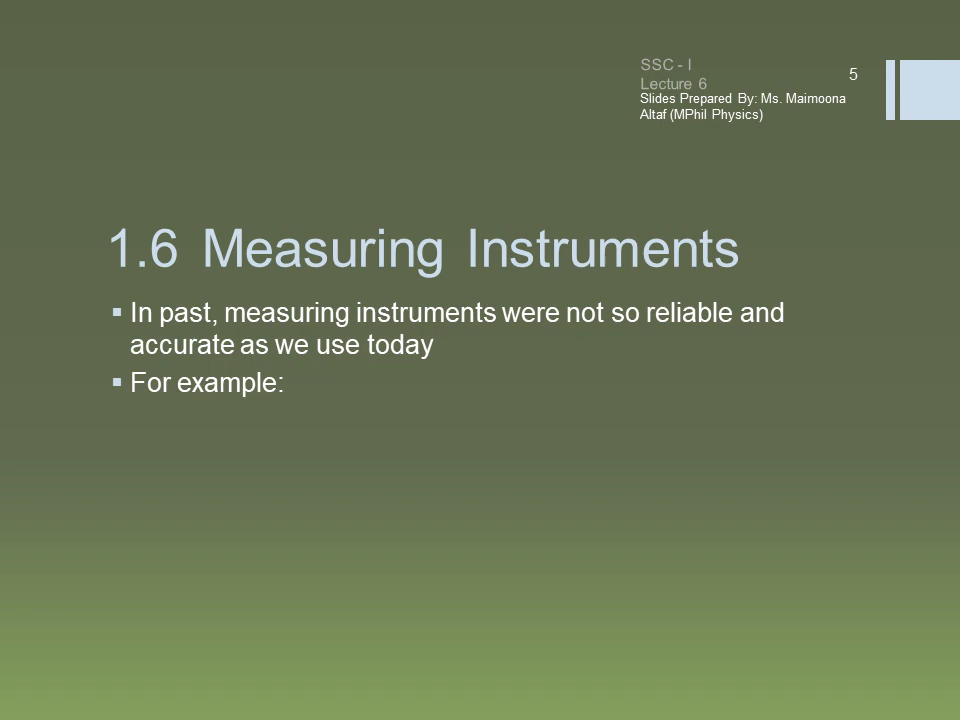 SSC - I
Lecture 6
5
Slides Prepared By: Ms. Maimoona
Altaf (MPhil Physics)
1.6 Measuring Instruments
▪ In past, measuring instruments were not so reliable and
accurate as we use today
▪ For example: